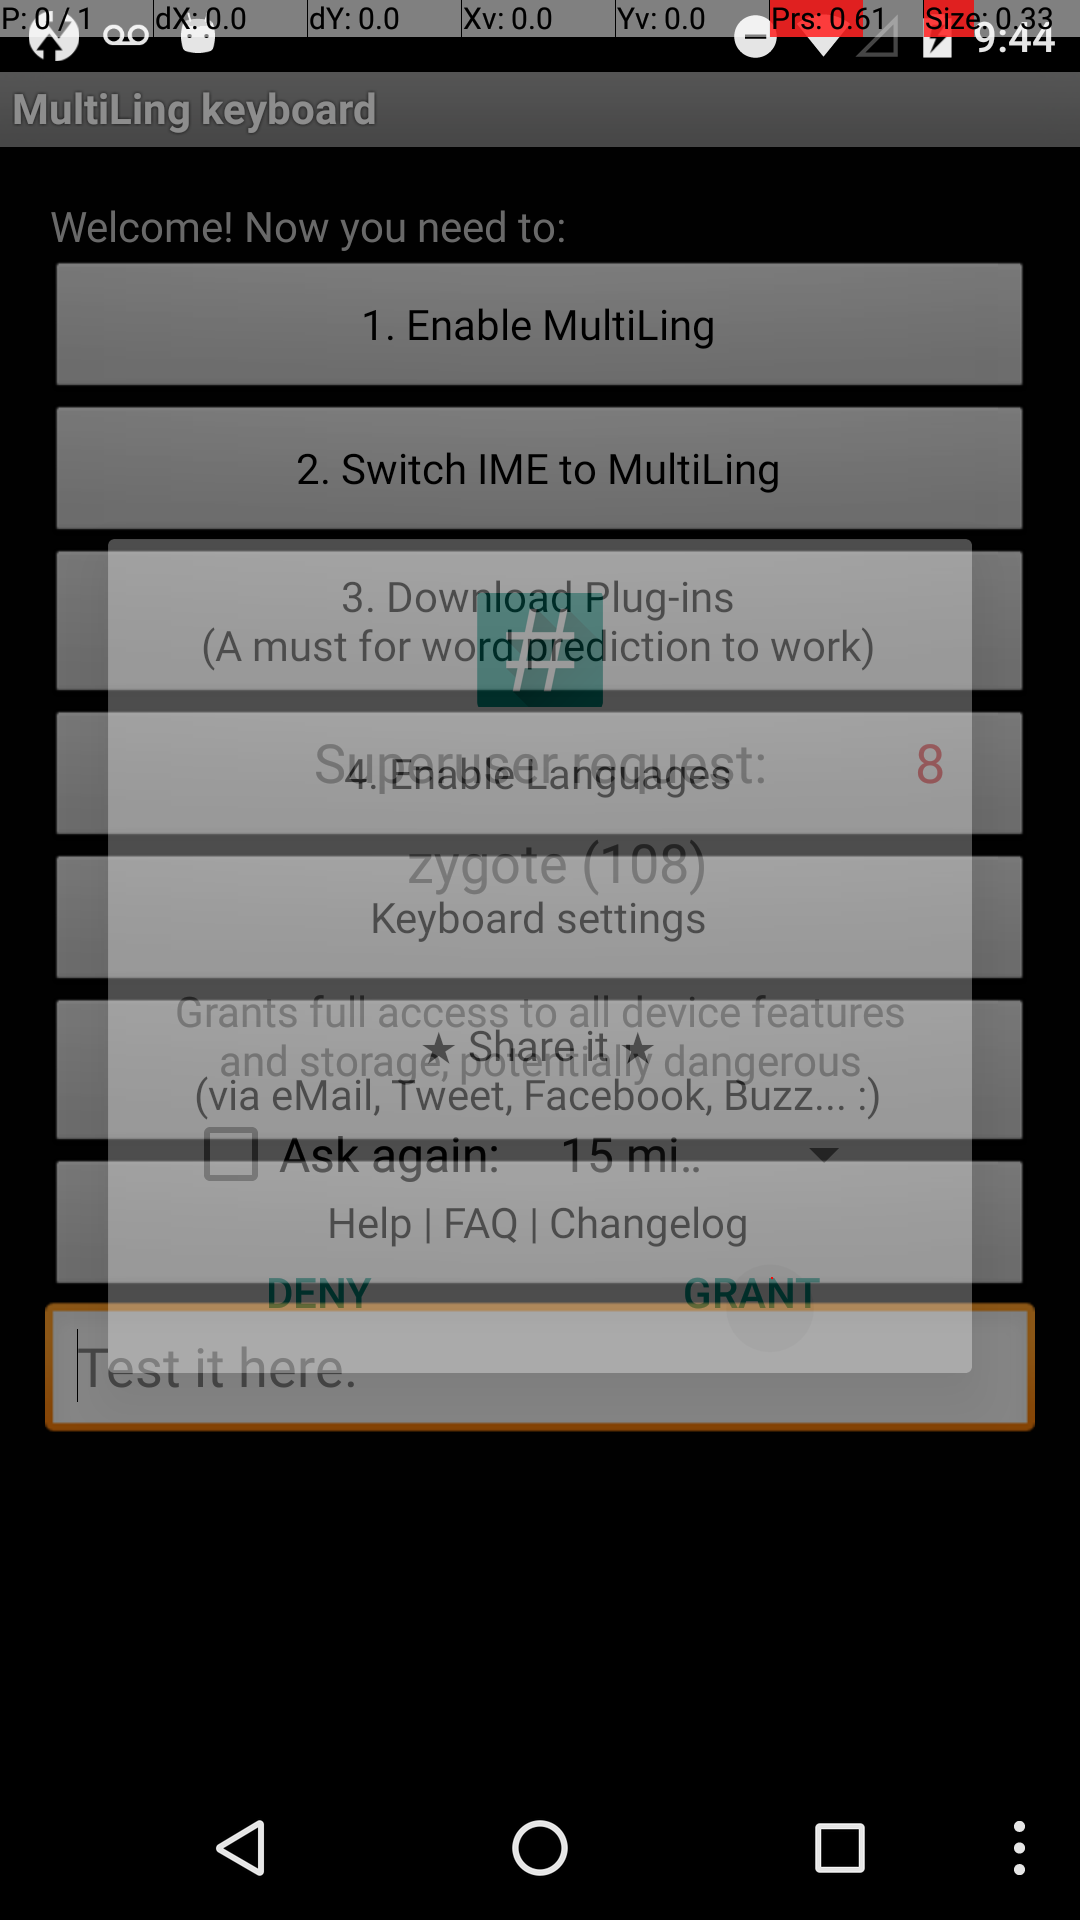 P: 0 / 1 dX: 0.0 dY: 0.0 Xv: 0.0 Yv: 0.0 Prs: 0.61 Size: 0.33
9:44
MultiLing keyboard
Welcome! Now you need to:
1. Enable MultiLing
2. Switch IME to MultiLing
3. Download Plug-ins
(A must for word prediction to work)
#
Superuser request: 8
4. Enable Languages
zygote (108)
Keyboard settings
Grants full access to all device features
★ Share it ★
and storage, potentially dangerous
(via eMail, Tweet, Facebook, Buzz... :)
Ask again: 15 mi..
Help | FAQ | Changelog
DENY GRANT
Test it here.